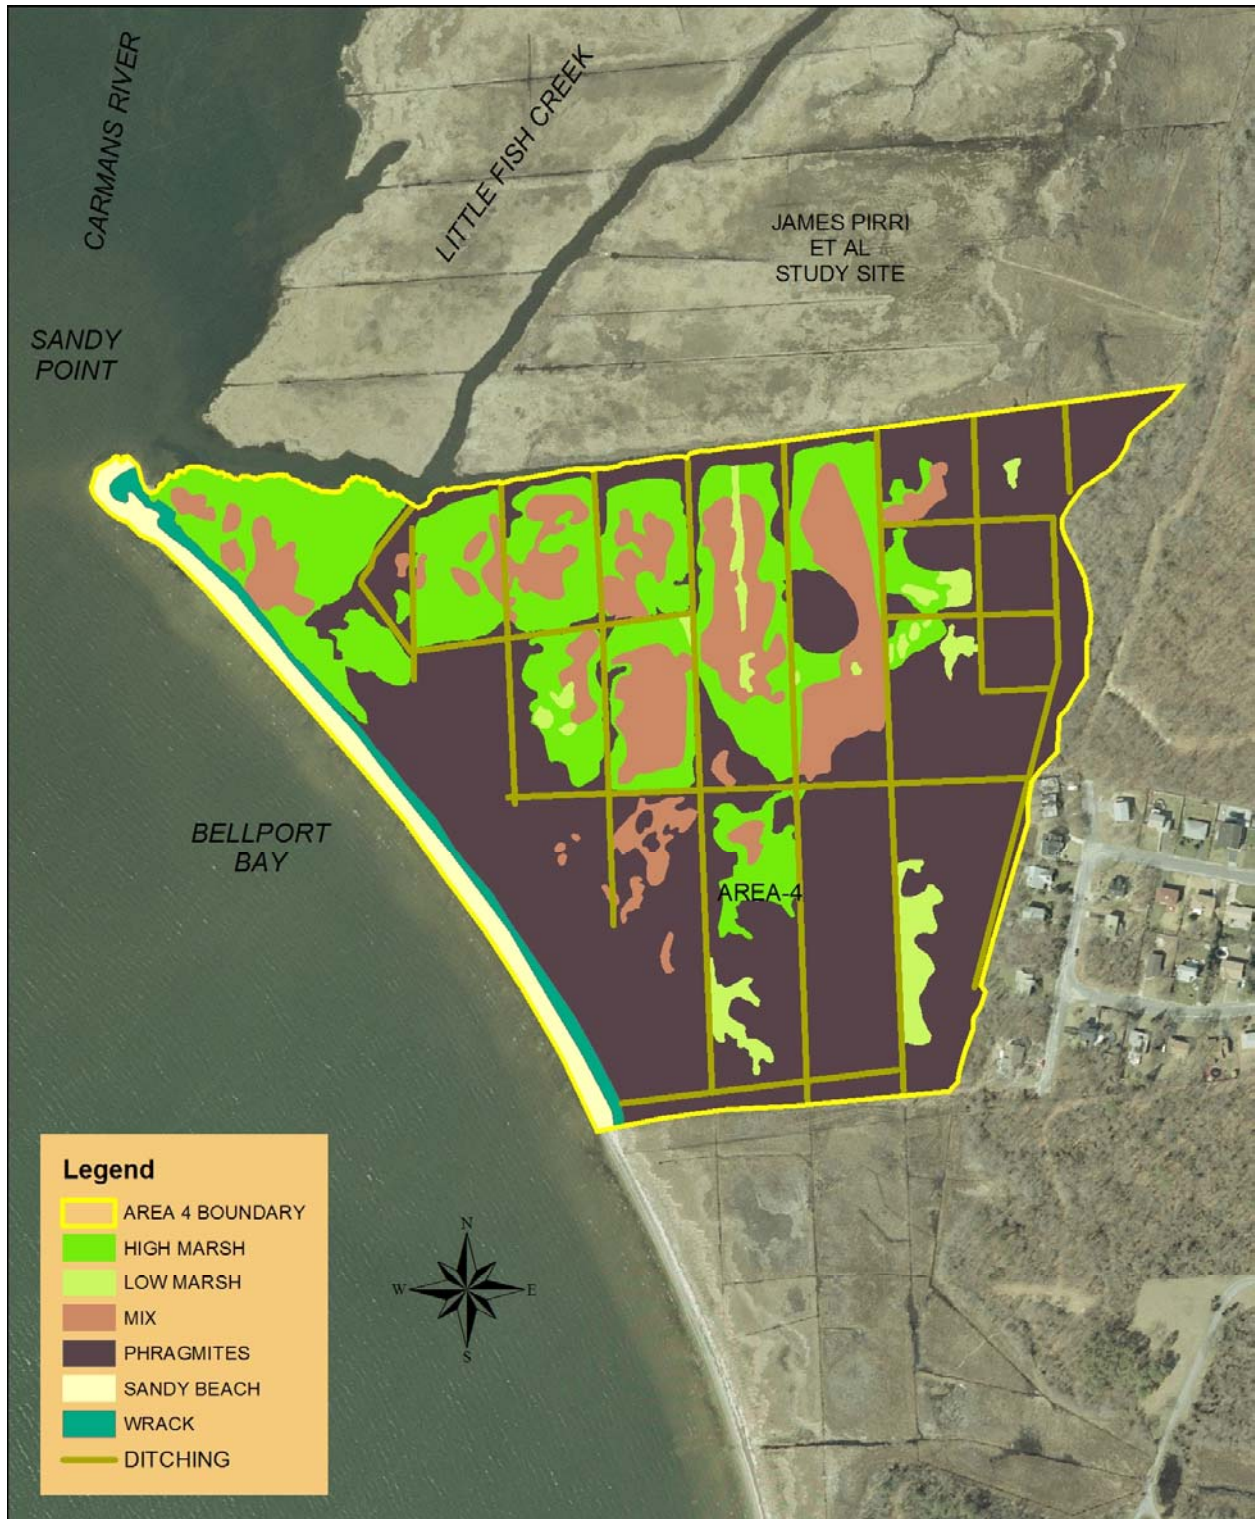 CARMANS RIVER
LITTLE FISH CREEK
JAMES PIRRI
ET AL
STUDY SITE
SANDY
POINT
BELLPORT
BAY
AREA-4
Legend
AREA 4 BOUNDARY
HIGH MARSH
LOW MARSH
MIX
PHRAGMITES
SANDY BEACH
WRACK
DITCHING
N
W
E
S